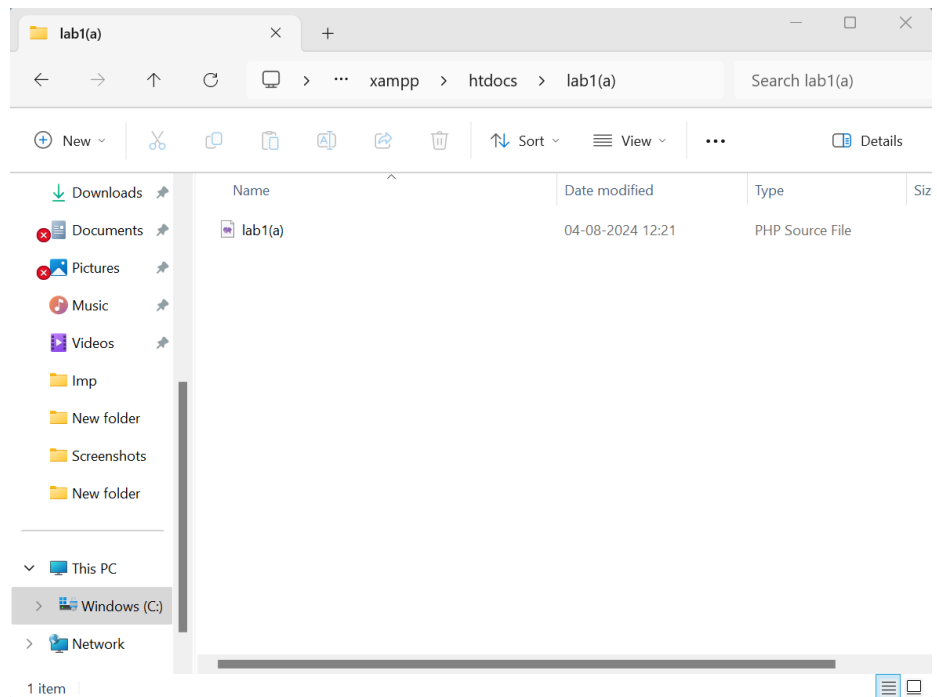 lab1(a)
xampp
htdocs
lab1(a)
Search lab1(a)
New
Sort
View
Details
Name
Date modified
Type
Siz
lab1(a)
04-08-2024 12:21
PHP Source File
Downloads
Documents
Pictures
Music
Videos
Imp
New folder
Screenshots
New folder
This PC
Windows (C:)
Network
1 item